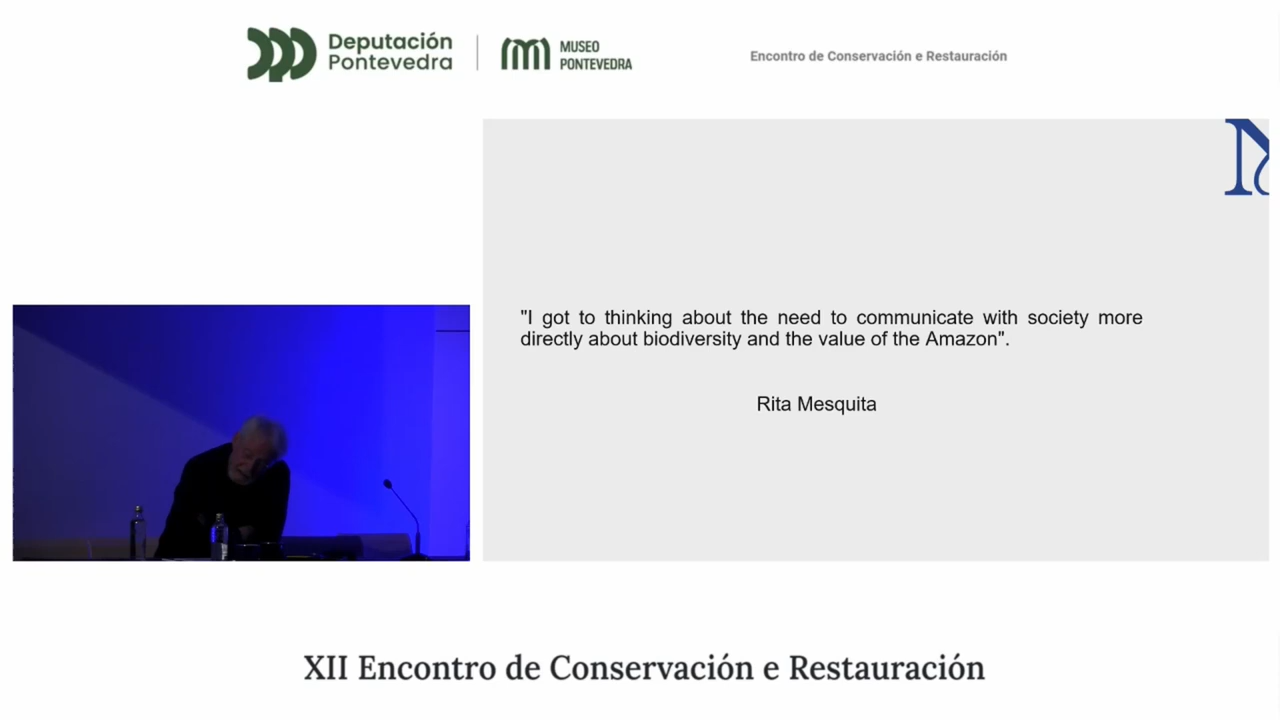 Deputación
Pontevedra
MUSEO
PONTEVEDRA
Encontro de Conservación e Restauración
"I got to thinking about the need to communicate with society more
directly about biodiversity and the value of the Amazon".
Rita Mesquita
XII Encontro de Conservación e Restauración